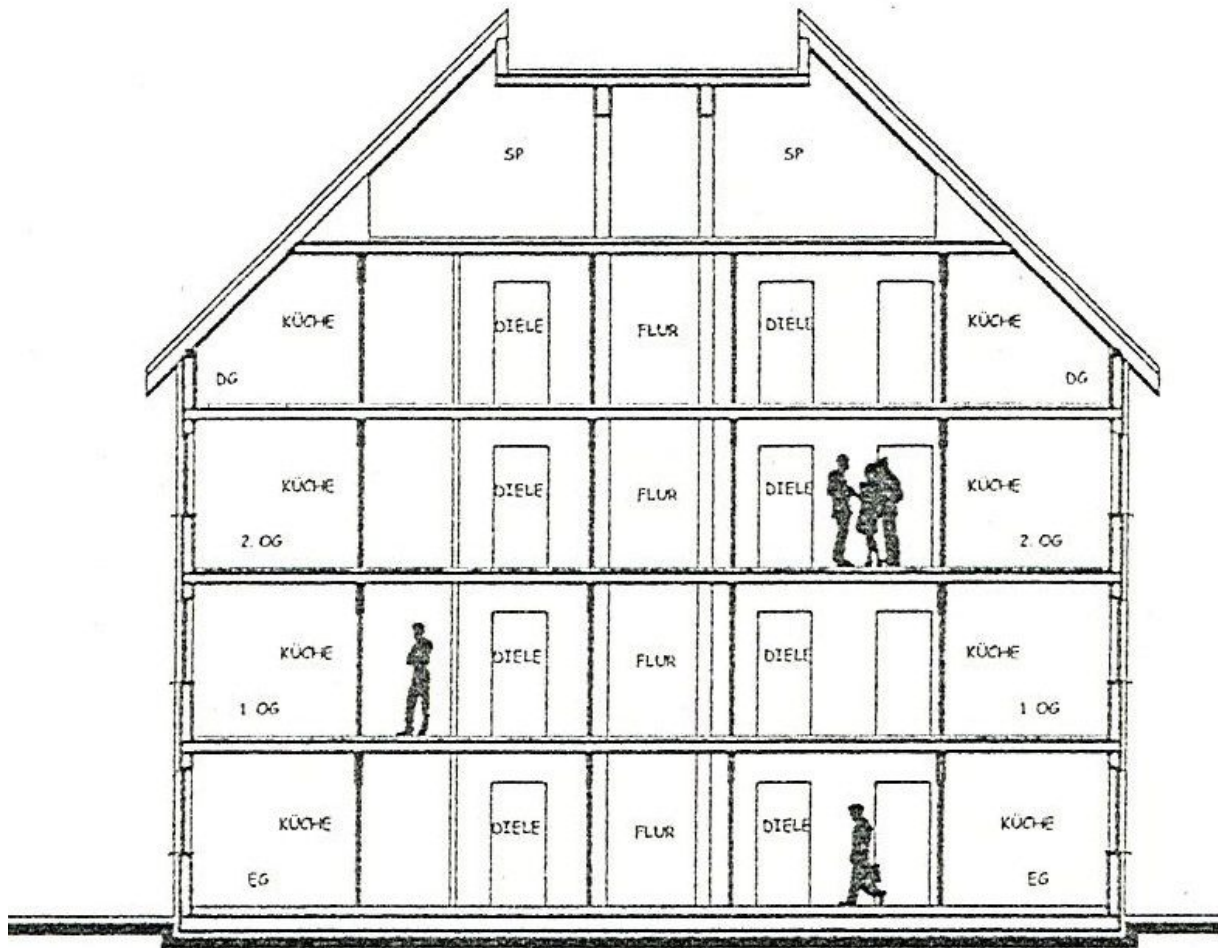 SP SP
KÜCHE DIELE FLUR DIELE KÜCHE
DG DG
KÜCHE DIELE FLUR DIELE KÜCHE
2. OG 2. OG
KÜCHE DIELE FLUR DIELE KÜCHE
1 OG 1 OG
KÜCHE DIELE FLUR DIELE KÜCHE
EG EG